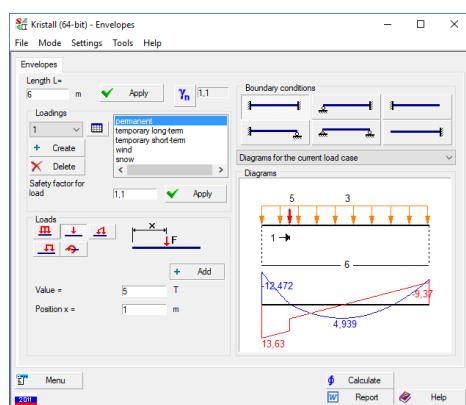 Kristall (64-bit) - Envelopes
File Mode Settings Tools Help
Envelopes
Length L=
6 m Apply γn 1,1
Loadings
1
Create
Delete
permanent
temporary long-term
temporary short-term
wind
snow
Safety factor for
load 1,1 Apply
Loads
x
F
Add
Value = 5 T
Position x = 1 m
Boundary conditions
Diagrams for the current load case
Diagrams
5 3
1
6
-12,472
-9,37
4,939
13,63
Menu Calculate
2011 Report Help